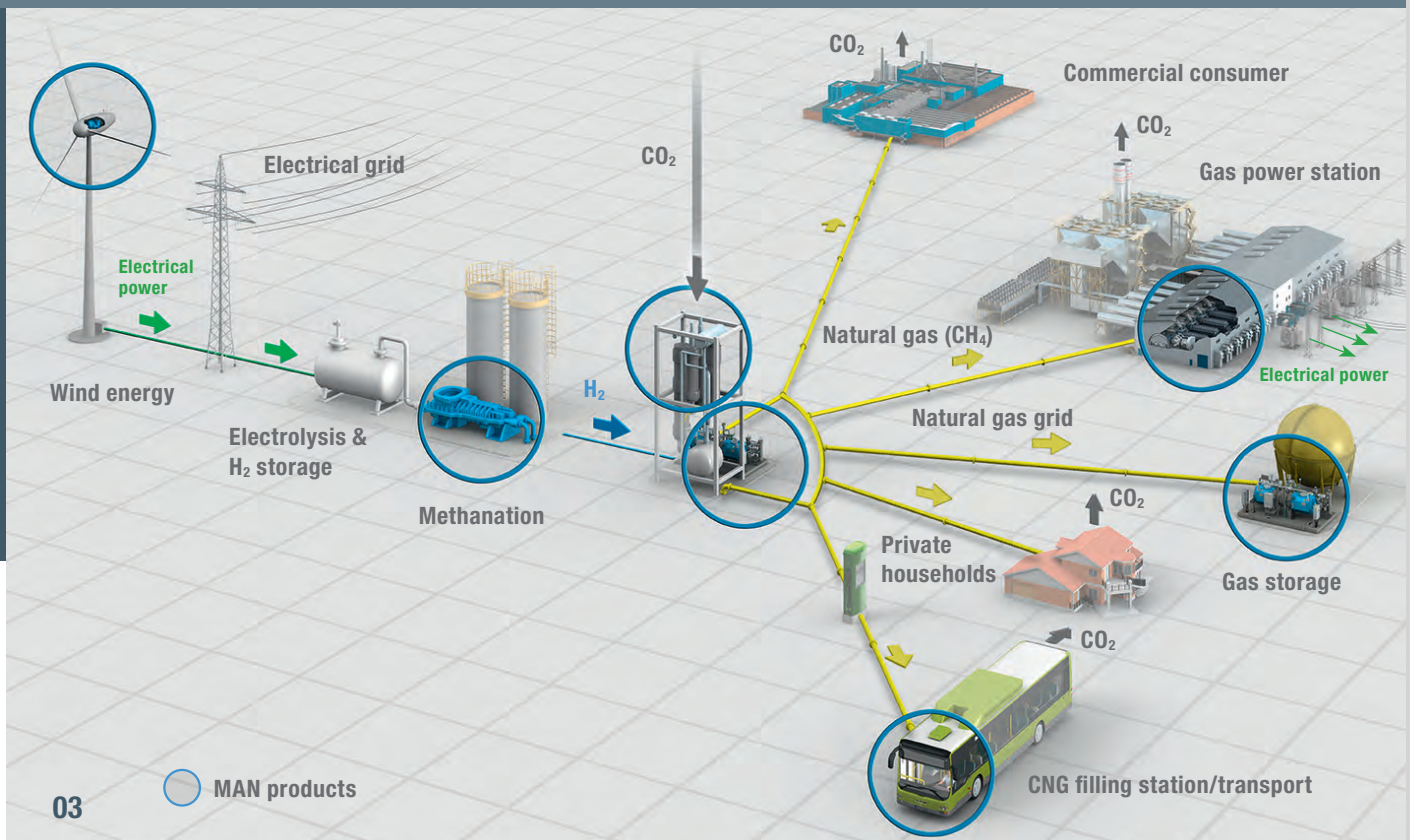 CO₂
Commercial consumer
CO₂
Electrical grid
CO₂
Gas power station
Electrical
power
Natural gas (CH₄)
Wind energy
H₂
Electrical power
Natural gas grid
Electrolysis &
H₂ storage
Methanation
CO₂
Private
households
Gas storage
CO₂
MAN products
CNG filling station/transport
03